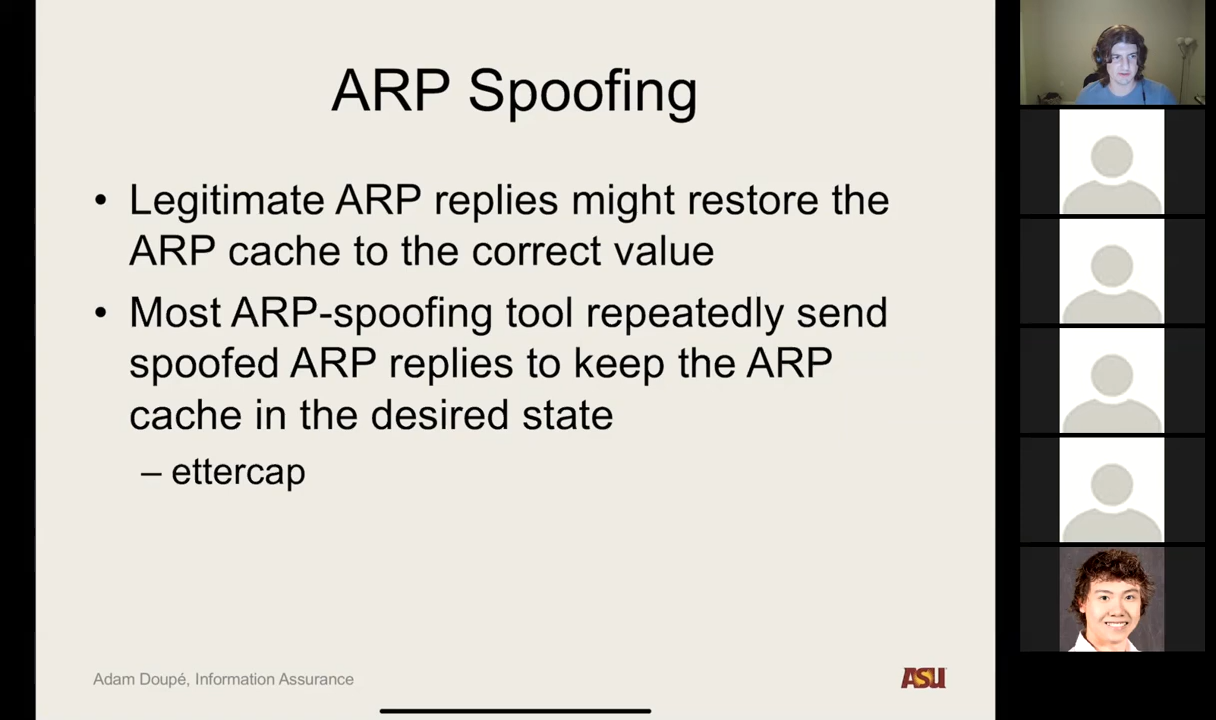 ARP Spoofing
• Legitimate ARP replies might restore the
ARP cache to the correct value
• Most ARP-spoofing tool repeatedly send
spoofed ARP replies to keep the ARP
cache in the desired state
– ettercap
Adam Doupé, Information Assurance
ASU